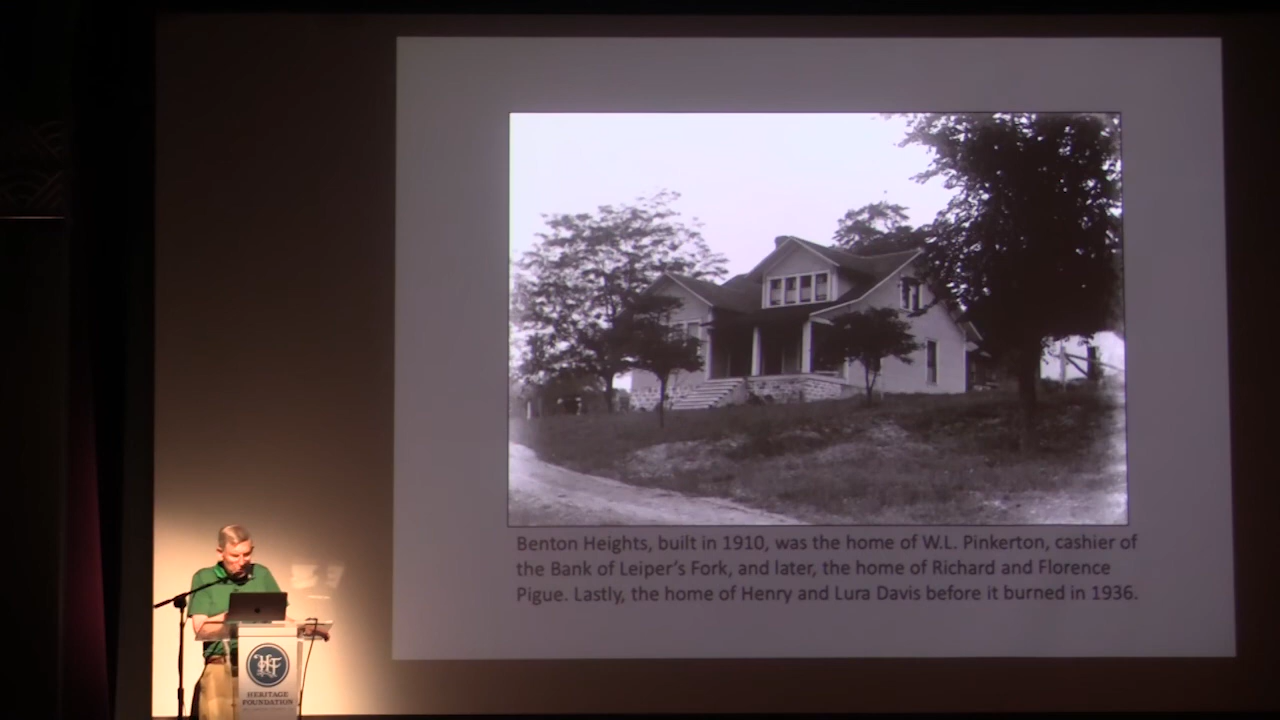 Benton Heights, built in 1910, was the home of W.L. Pinkerton, cashier of
the Bank of Leiper's Fork, and later, the home of Richard and Florence
Pigue. Lastly, the home of Henry and Lura Davis before it burned in 1936.
HF
HERITAGE
FOUNDATION